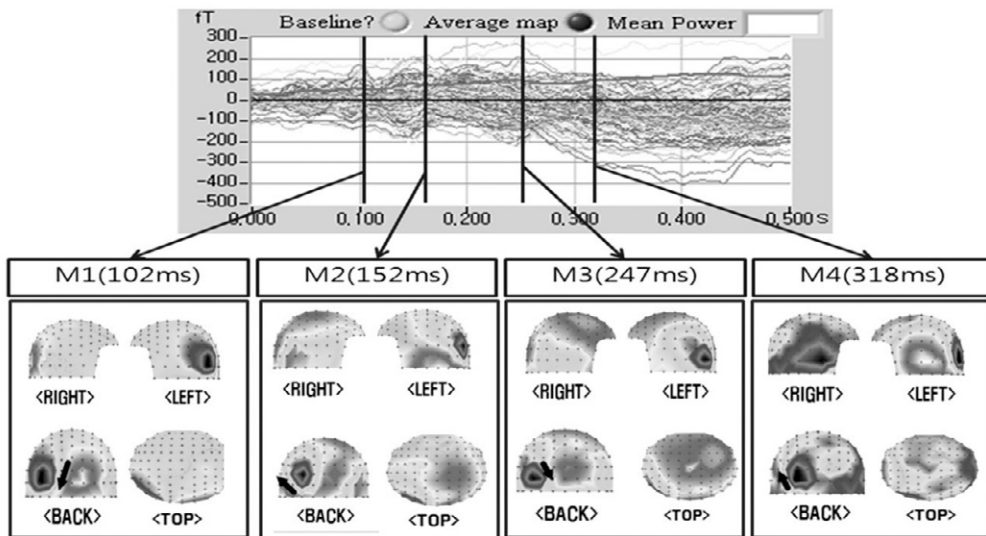 fT Baseline? Average map Mean Power
300
200
100
0
-100
-200
-300
-400
-500
0.000 0.100 0.200 0.300 0.400 0.500 s
M1(102ms) M2(152ms) M3(247ms) M4(318ms)
<RIGHT> <LEFT> <RIGHT> <LEFT> <RIGHT> <LEFT> <RIGHT> <LEFT>
<BACK> <TOP> <BACK> <TOP> <BACK> <TOP> <BACK> <TOP>